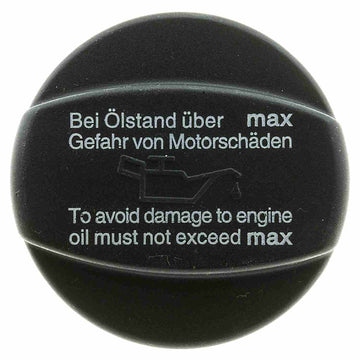 Bei Ölstand über max
Gefahr von Motorschäden
To avoid damage to engine
oil must not exceed max